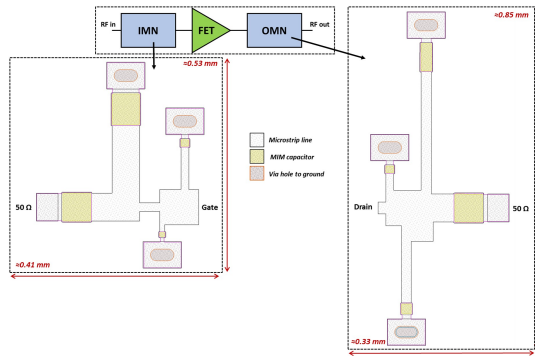 RF in
IMN
FET
OMN
RF out
≈0.53 mm
≈0.85 mm
Microstrip line
MIM capacitor
Via hole to ground
50 Ω
Gate
Drain
50 Ω
≈0.41 mm
≈0.33 mm